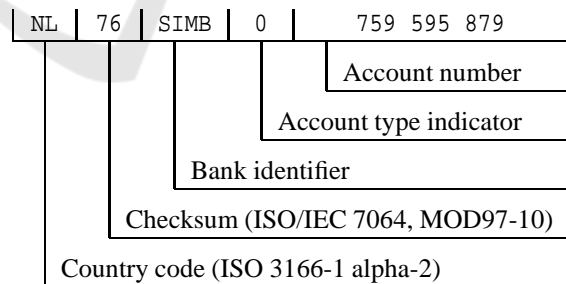 NL 76 SIMB 0 759 595 879
Account number
Account type indicator
Bank identifier
Checksum (ISO/IEC 7064, MOD97-10)
Country code (ISO 3166-1 alpha-2)